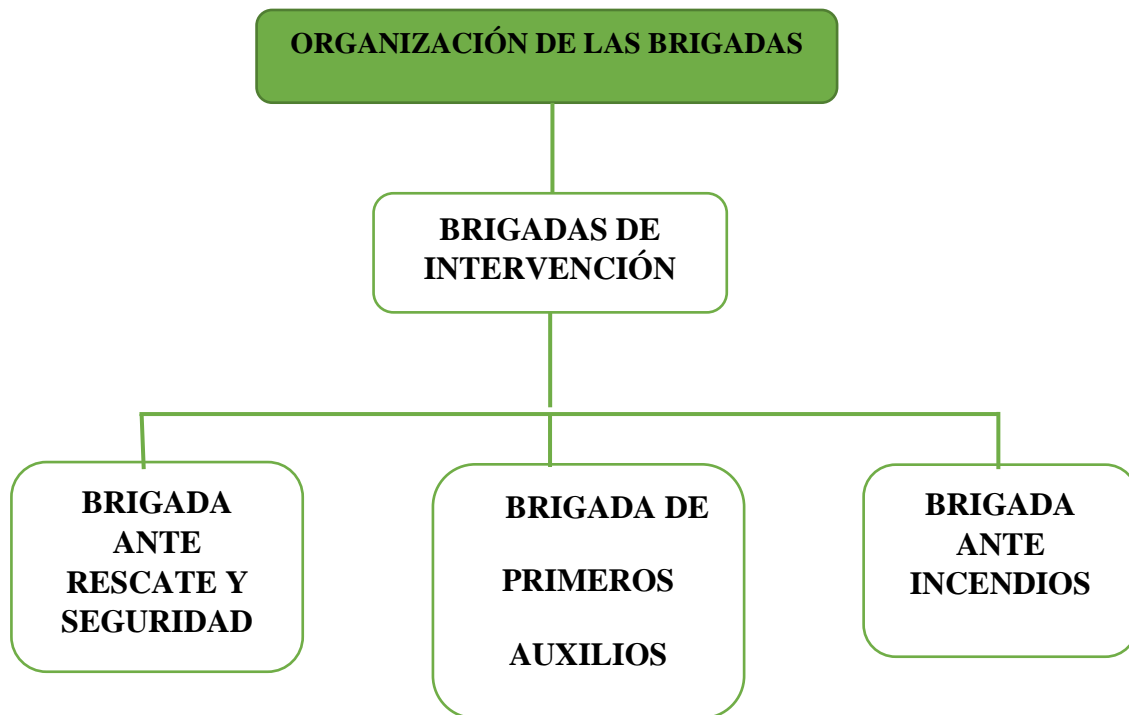 ORGANIZACIÓN DE LAS BRIGADAS
BRIGADAS DE
INTERVENCIÓN
BRIGADA
ANTE
RESCATE Y
SEGURIDAD
BRIGADA DE
PRIMEROS
AUXILIOS
BRIGADA
ANTE
INCENDIOS